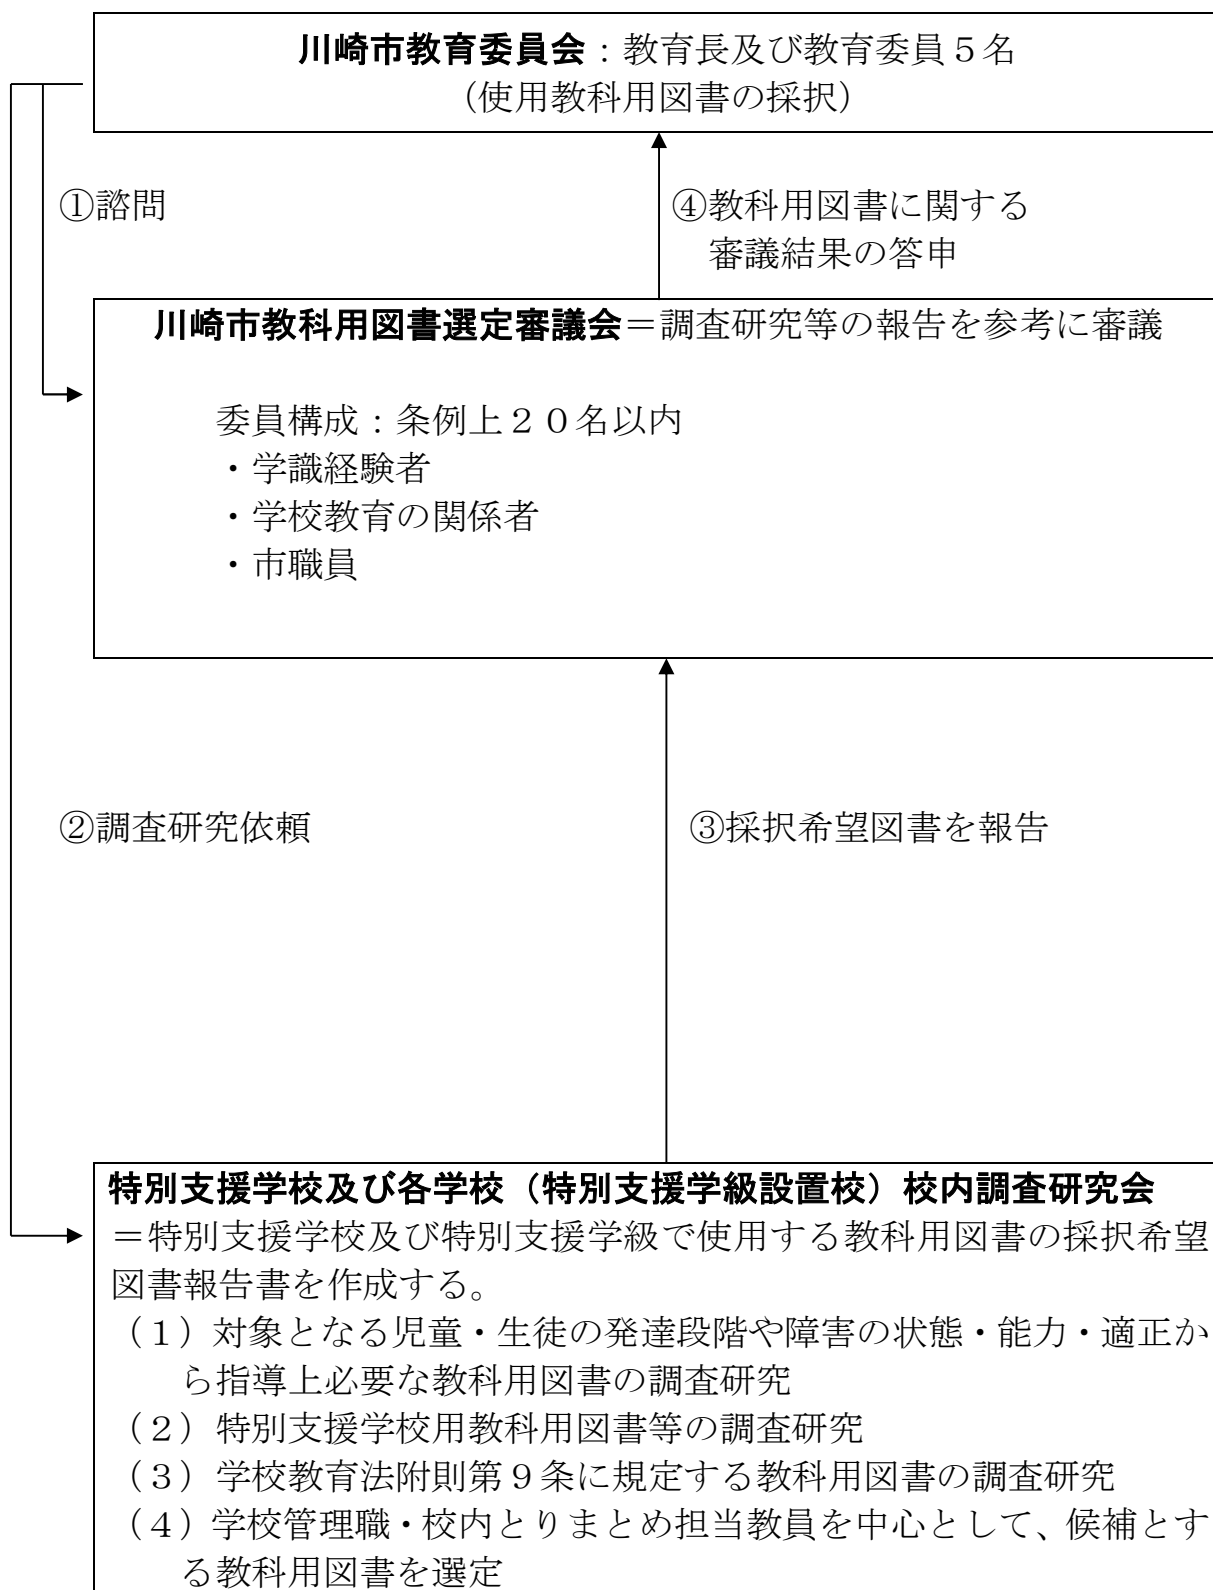 川崎市教育委員会：教育長及び教育委員５名
（使用教科用図書の採択）
①諮問
④教科用図書に関する
審議結果の答申
川崎市教科用図書選定審議会＝調査研究等の報告を参考に審議
委員構成：条例上２０名以内
・学識経験者
・学校教育の関係者
・市職員
②調査研究依頼
③採択希望図書を報告
特別支援学校及び各学校（特別支援学級設置校）校内調査研究会
＝特別支援学校及び特別支援学級で使用する教科用図書の採択希望
図書報告書を作成する。
（１）対象となる児童・生徒の発達段階や障害の状態・能力・適正か
ら指導上必要な教科用図書の調査研究
（２）特別支援学校用教科用図書等の調査研究
（３）学校教育法附則第９条に規定する教科用図書の調査研究
（４）学校管理職・校内とりまとめ担当教員を中心として、候補とす
る教科用図書を選定